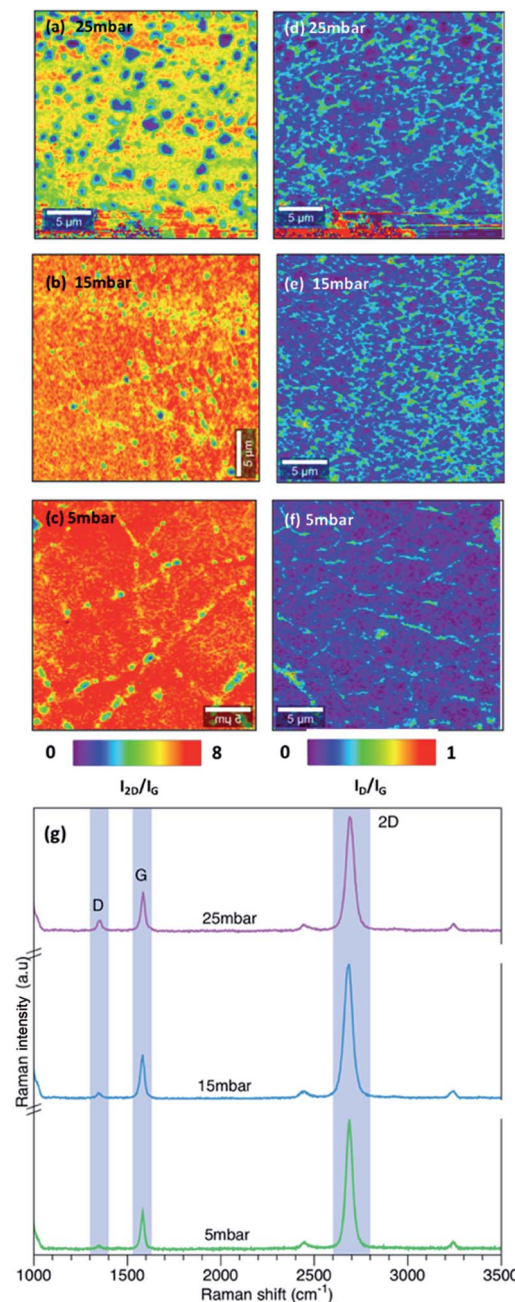 (a) 25mbar
5 µm
(d) 25mbar
5 µm
(b) 15mbar
5 µm
(e) 15mbar
5 µm
(c) 5mbar
5 µm
(f) 5mbar
5 µm
0 8
I2D/IG
0 1
ID/IG
(g)
2D
G
D
25mbar
15mbar
5mbar
Raman intensity (a.u)
1000 1500 2000 2500 3000 3500
Raman shift (cm⁻¹)